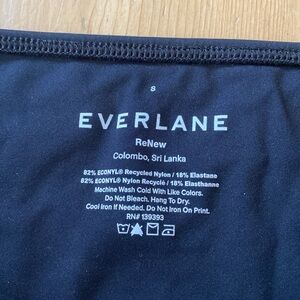 S
EVERLANE
ReNew
Colombo, Sri Lanka
82% ECONYL® Recycled Nylon / 18% Elastane
82% ECONYL® Nylon Recyclé / 18% Elasthanne
Machine Wash Cold With Like Colors.
Do Not Bleach. Hang To Dry.
Cool Iron If Needed. Do Not Iron On Print.
RN# 139393